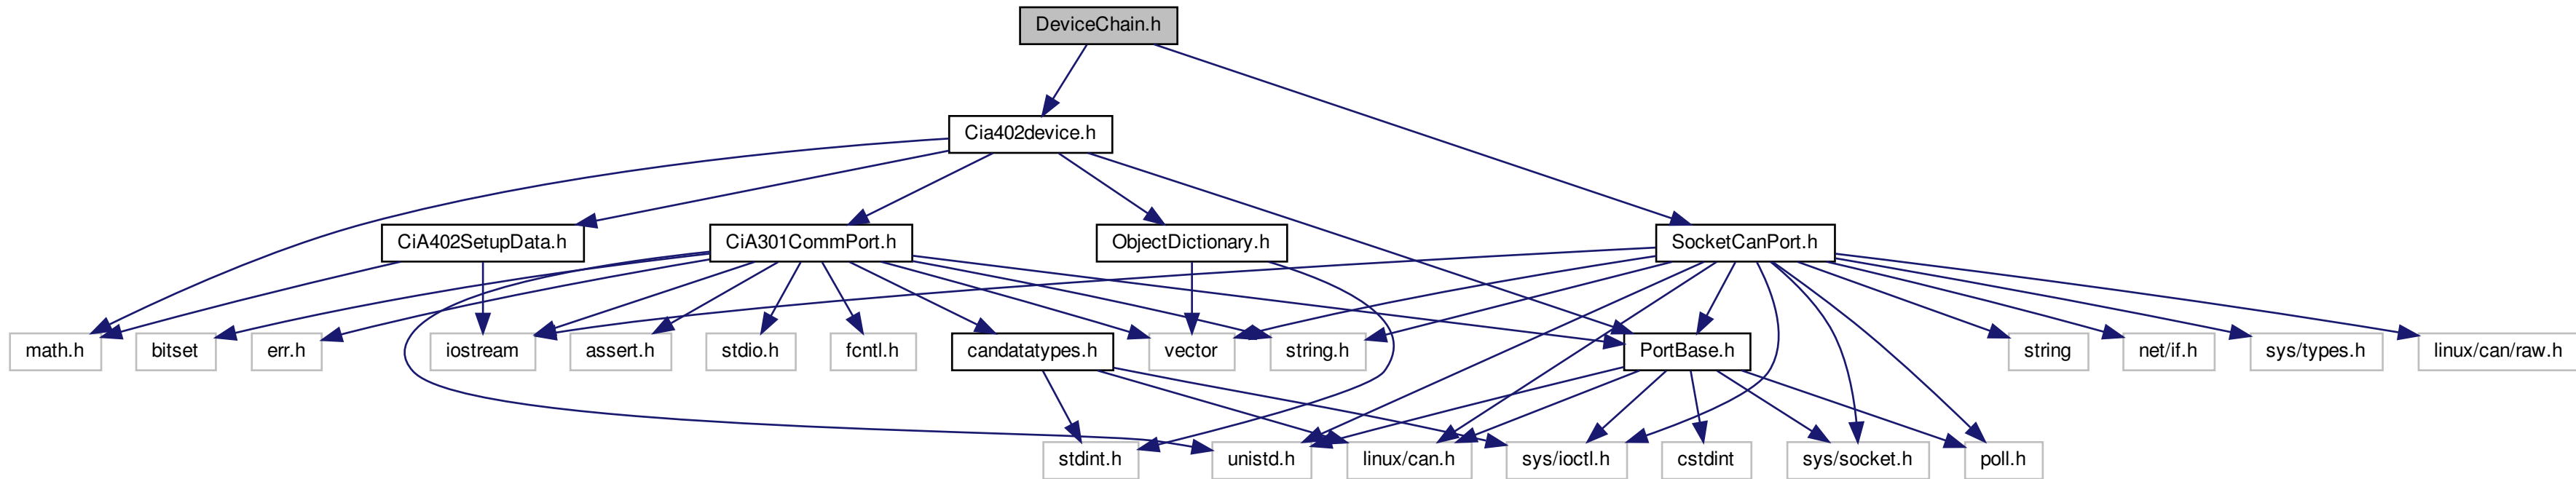 DeviceChain.h
Cia402device.h
CiA402SetupData.h
CiA301CommPort.h
ObjectDictionary.h
SocketCanPort.h
math.h
bitset
err.h
iostream
assert.h
stdio.h
fcntl.h
candatatypes.h
vector
string.h
PortBase.h
string
net/if.h
sys/types.h
linux/can/raw.h
stdint.h
unistd.h
linux/can.h
sys/ioctl.h
cstdint
sys/socket.h
poll.h